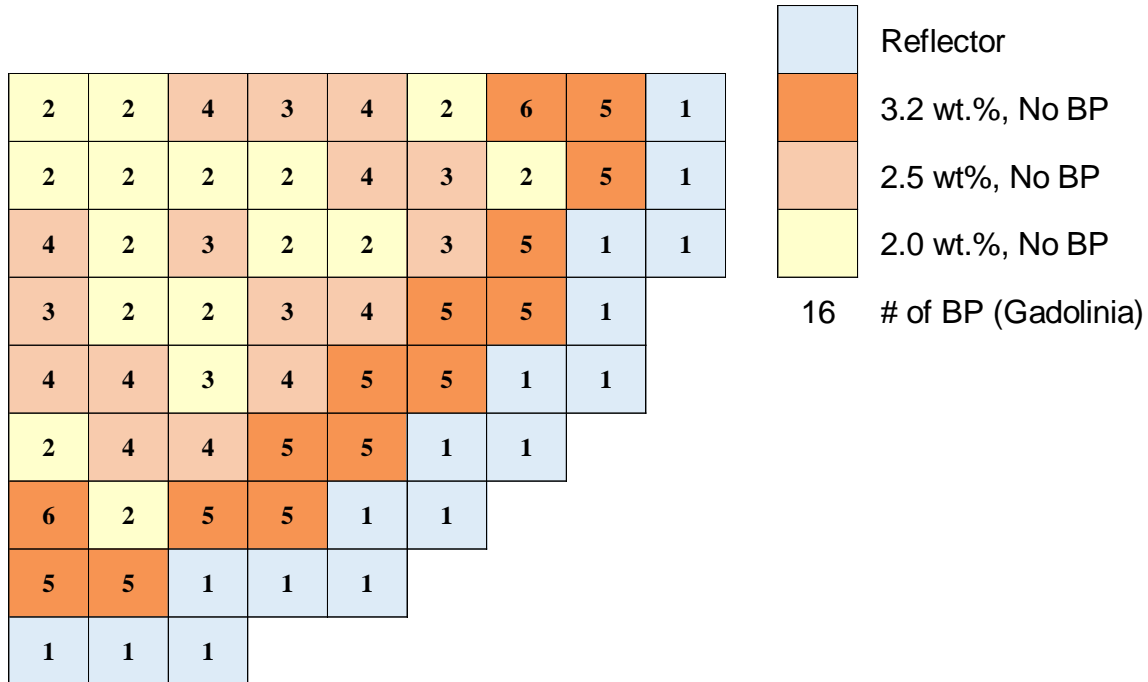 Reflector
2 2 4 3 4 2 6 5 1
3.2 wt.%, No BP
2 2 2 2 4 3 2 5 1
2.5 wt%, No BP
4 2 3 2 2 3 5 1 1
2.0 wt.%, No BP
3 2 2 3 4 5 5 1
16 # of BP (Gadolinia)
4 4 3 4 5 5 1 1
2 4 4 5 5 1 1
6 2 5 5 1 1
5 5 1 1 1
1 1 1